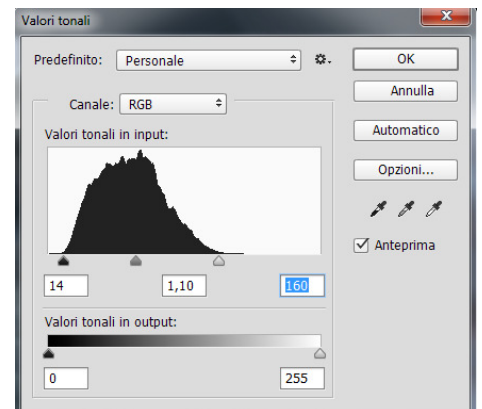 Valori tonali
Predefinito: Personale
OK
Annulla
Canale: RGB
Automatico
Valori tonali in input:
Opzioni...
Anteprima
14 1,10 160
Valori tonali in output:
0 255